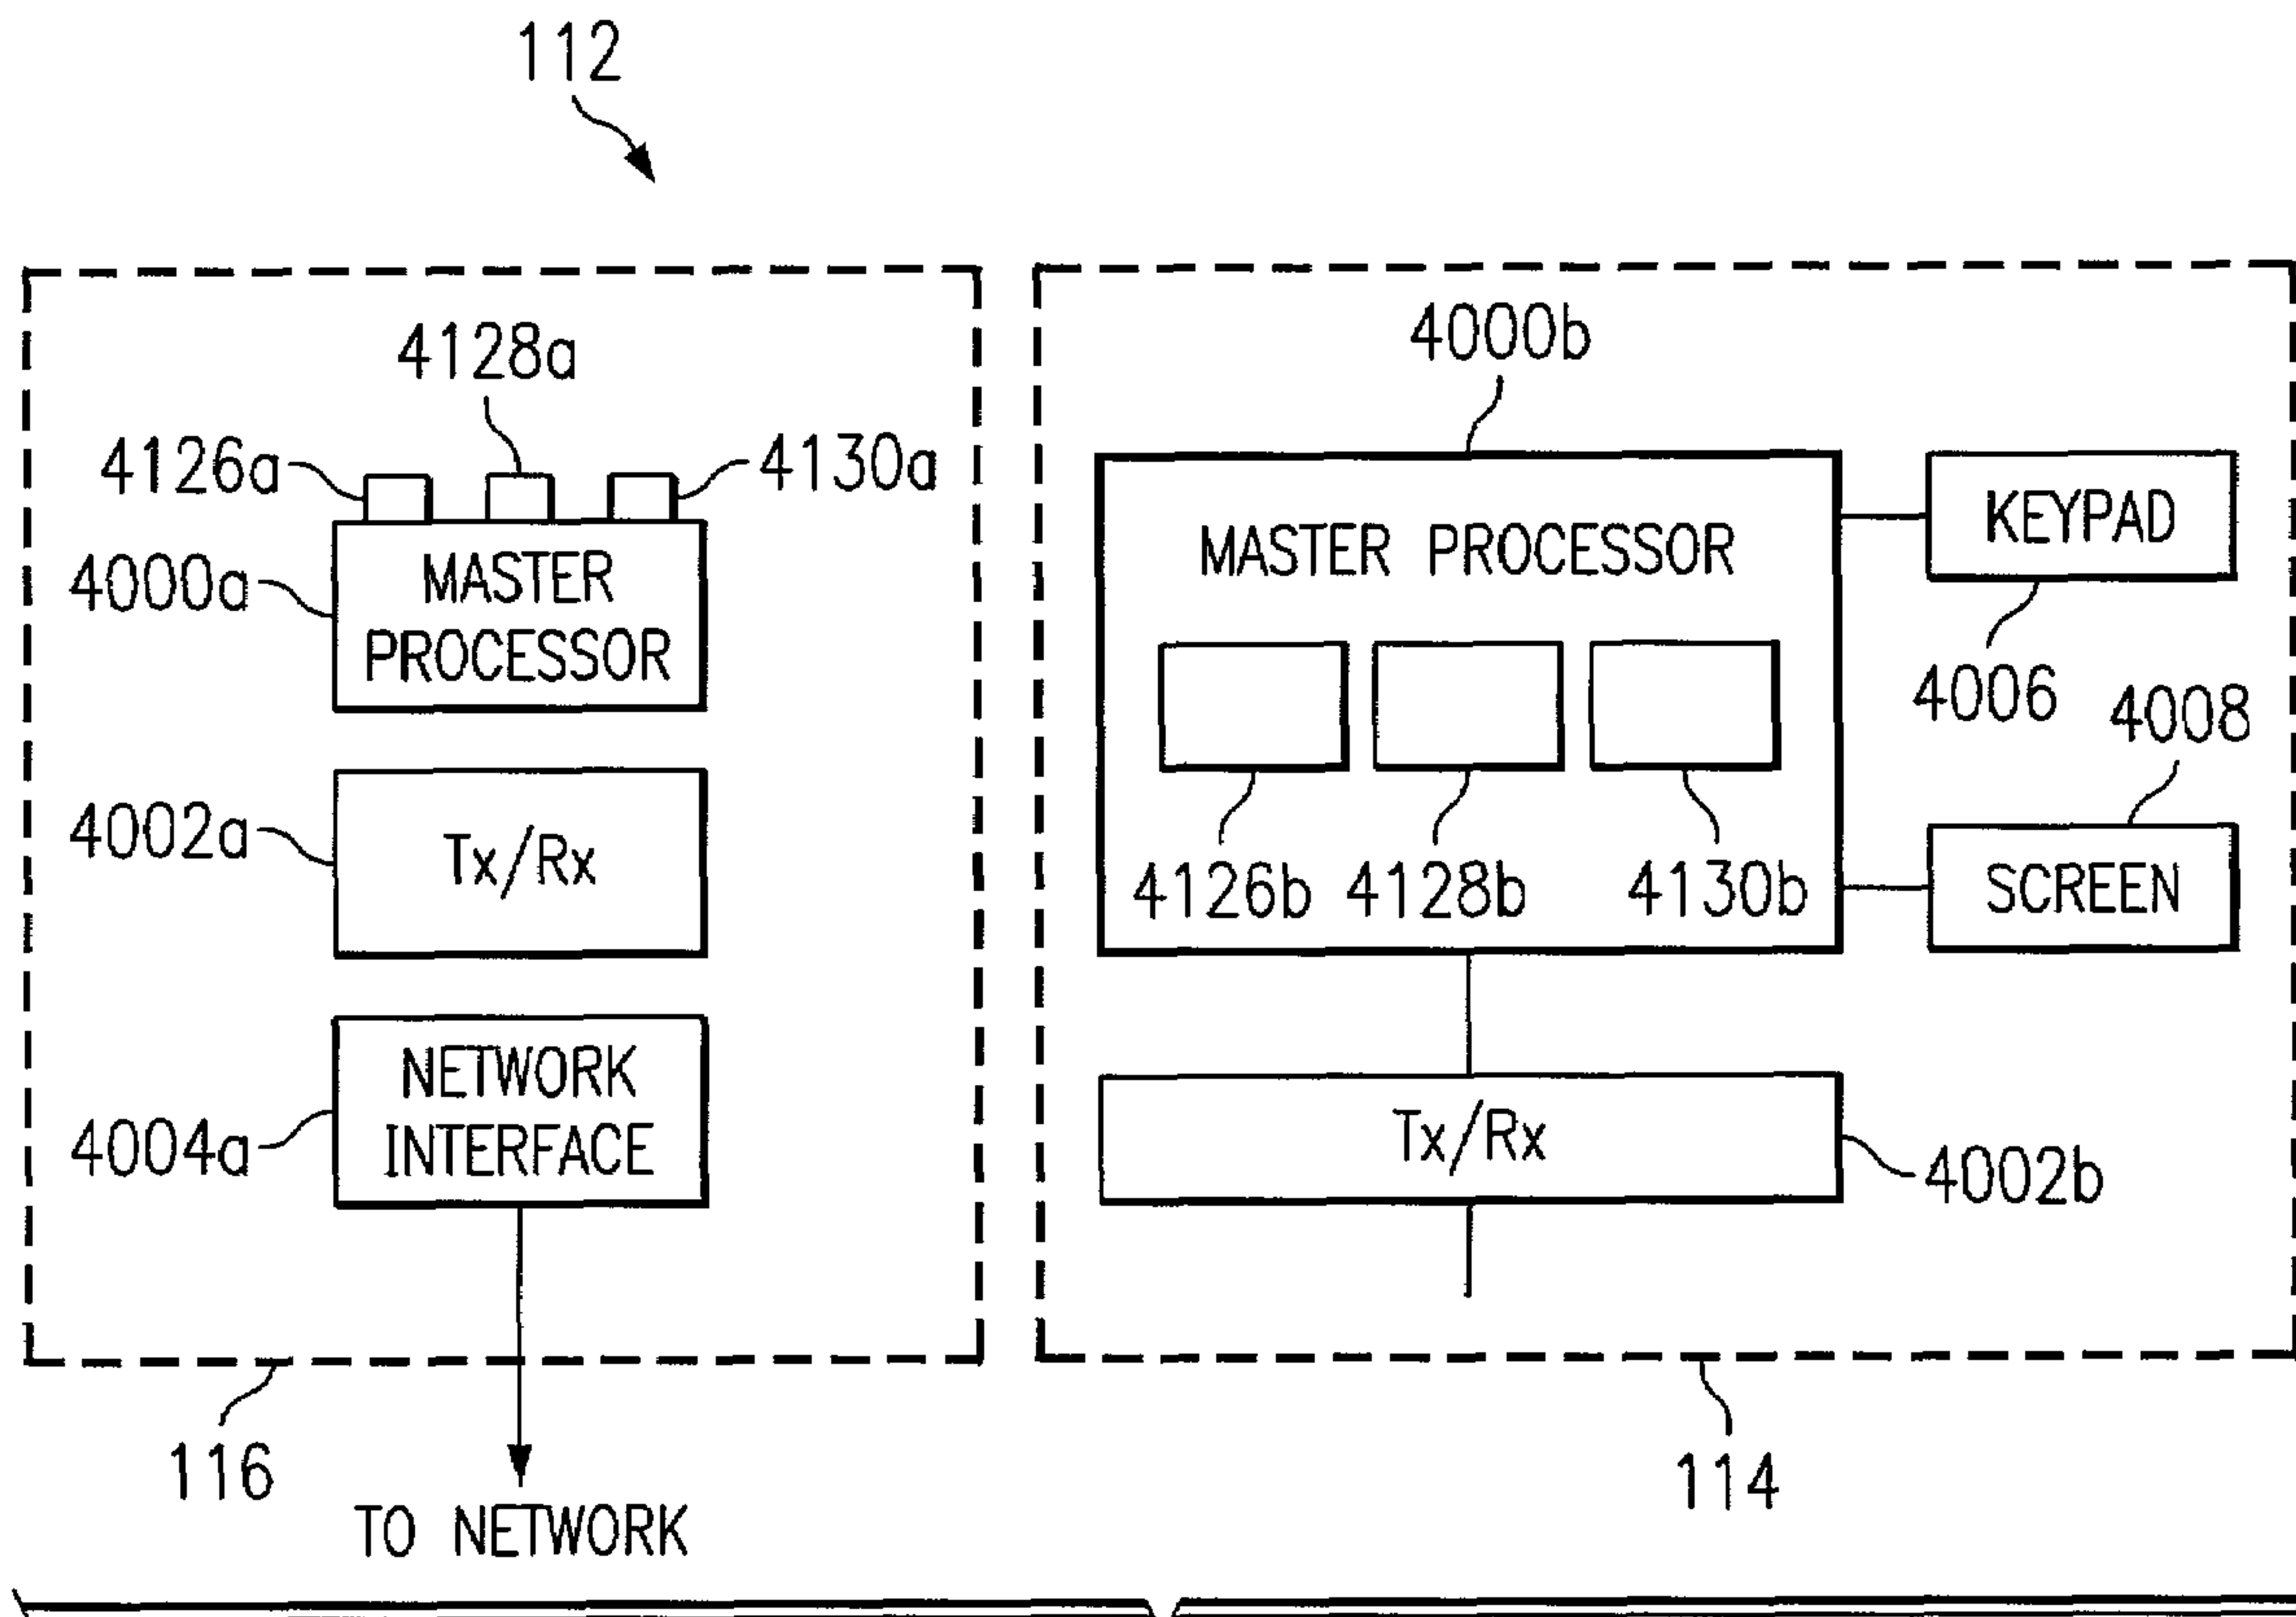 112
4128a
4126a
4130a
4000a
MASTER
PROCESSOR
4002a
Tx/Rx
NETWORK
INTERFACE
4004a
116
TO NETWORK
4000b
MASTER PROCESSOR
KEYPAD
4006
4008
4126b
4128b
4130b
SCREEN
Tx/Rx
4002b
114